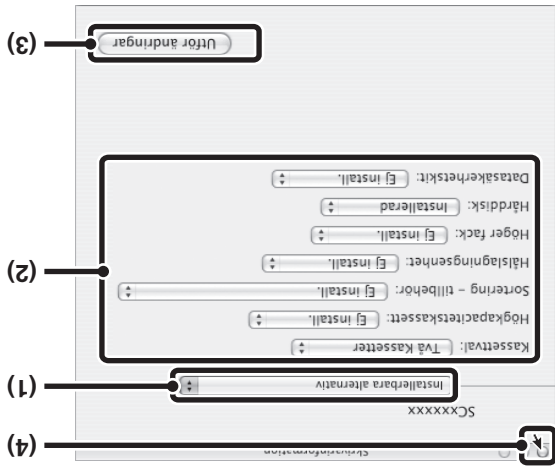 Skrivarinformation (4)
SCxxxxxx
Installerbara alternativ (1)
Kassettval: Två Kassetter
Högkapacitetskassett: Ej install.
Sortering – tillbehör: Ej install.
Hålslagningsenhet: Ej install. (2)
Höger fack: Ej install.
Hårddisk: Installerad
Datasäkerhetskit: Ej install.
Utför ändringar (3)